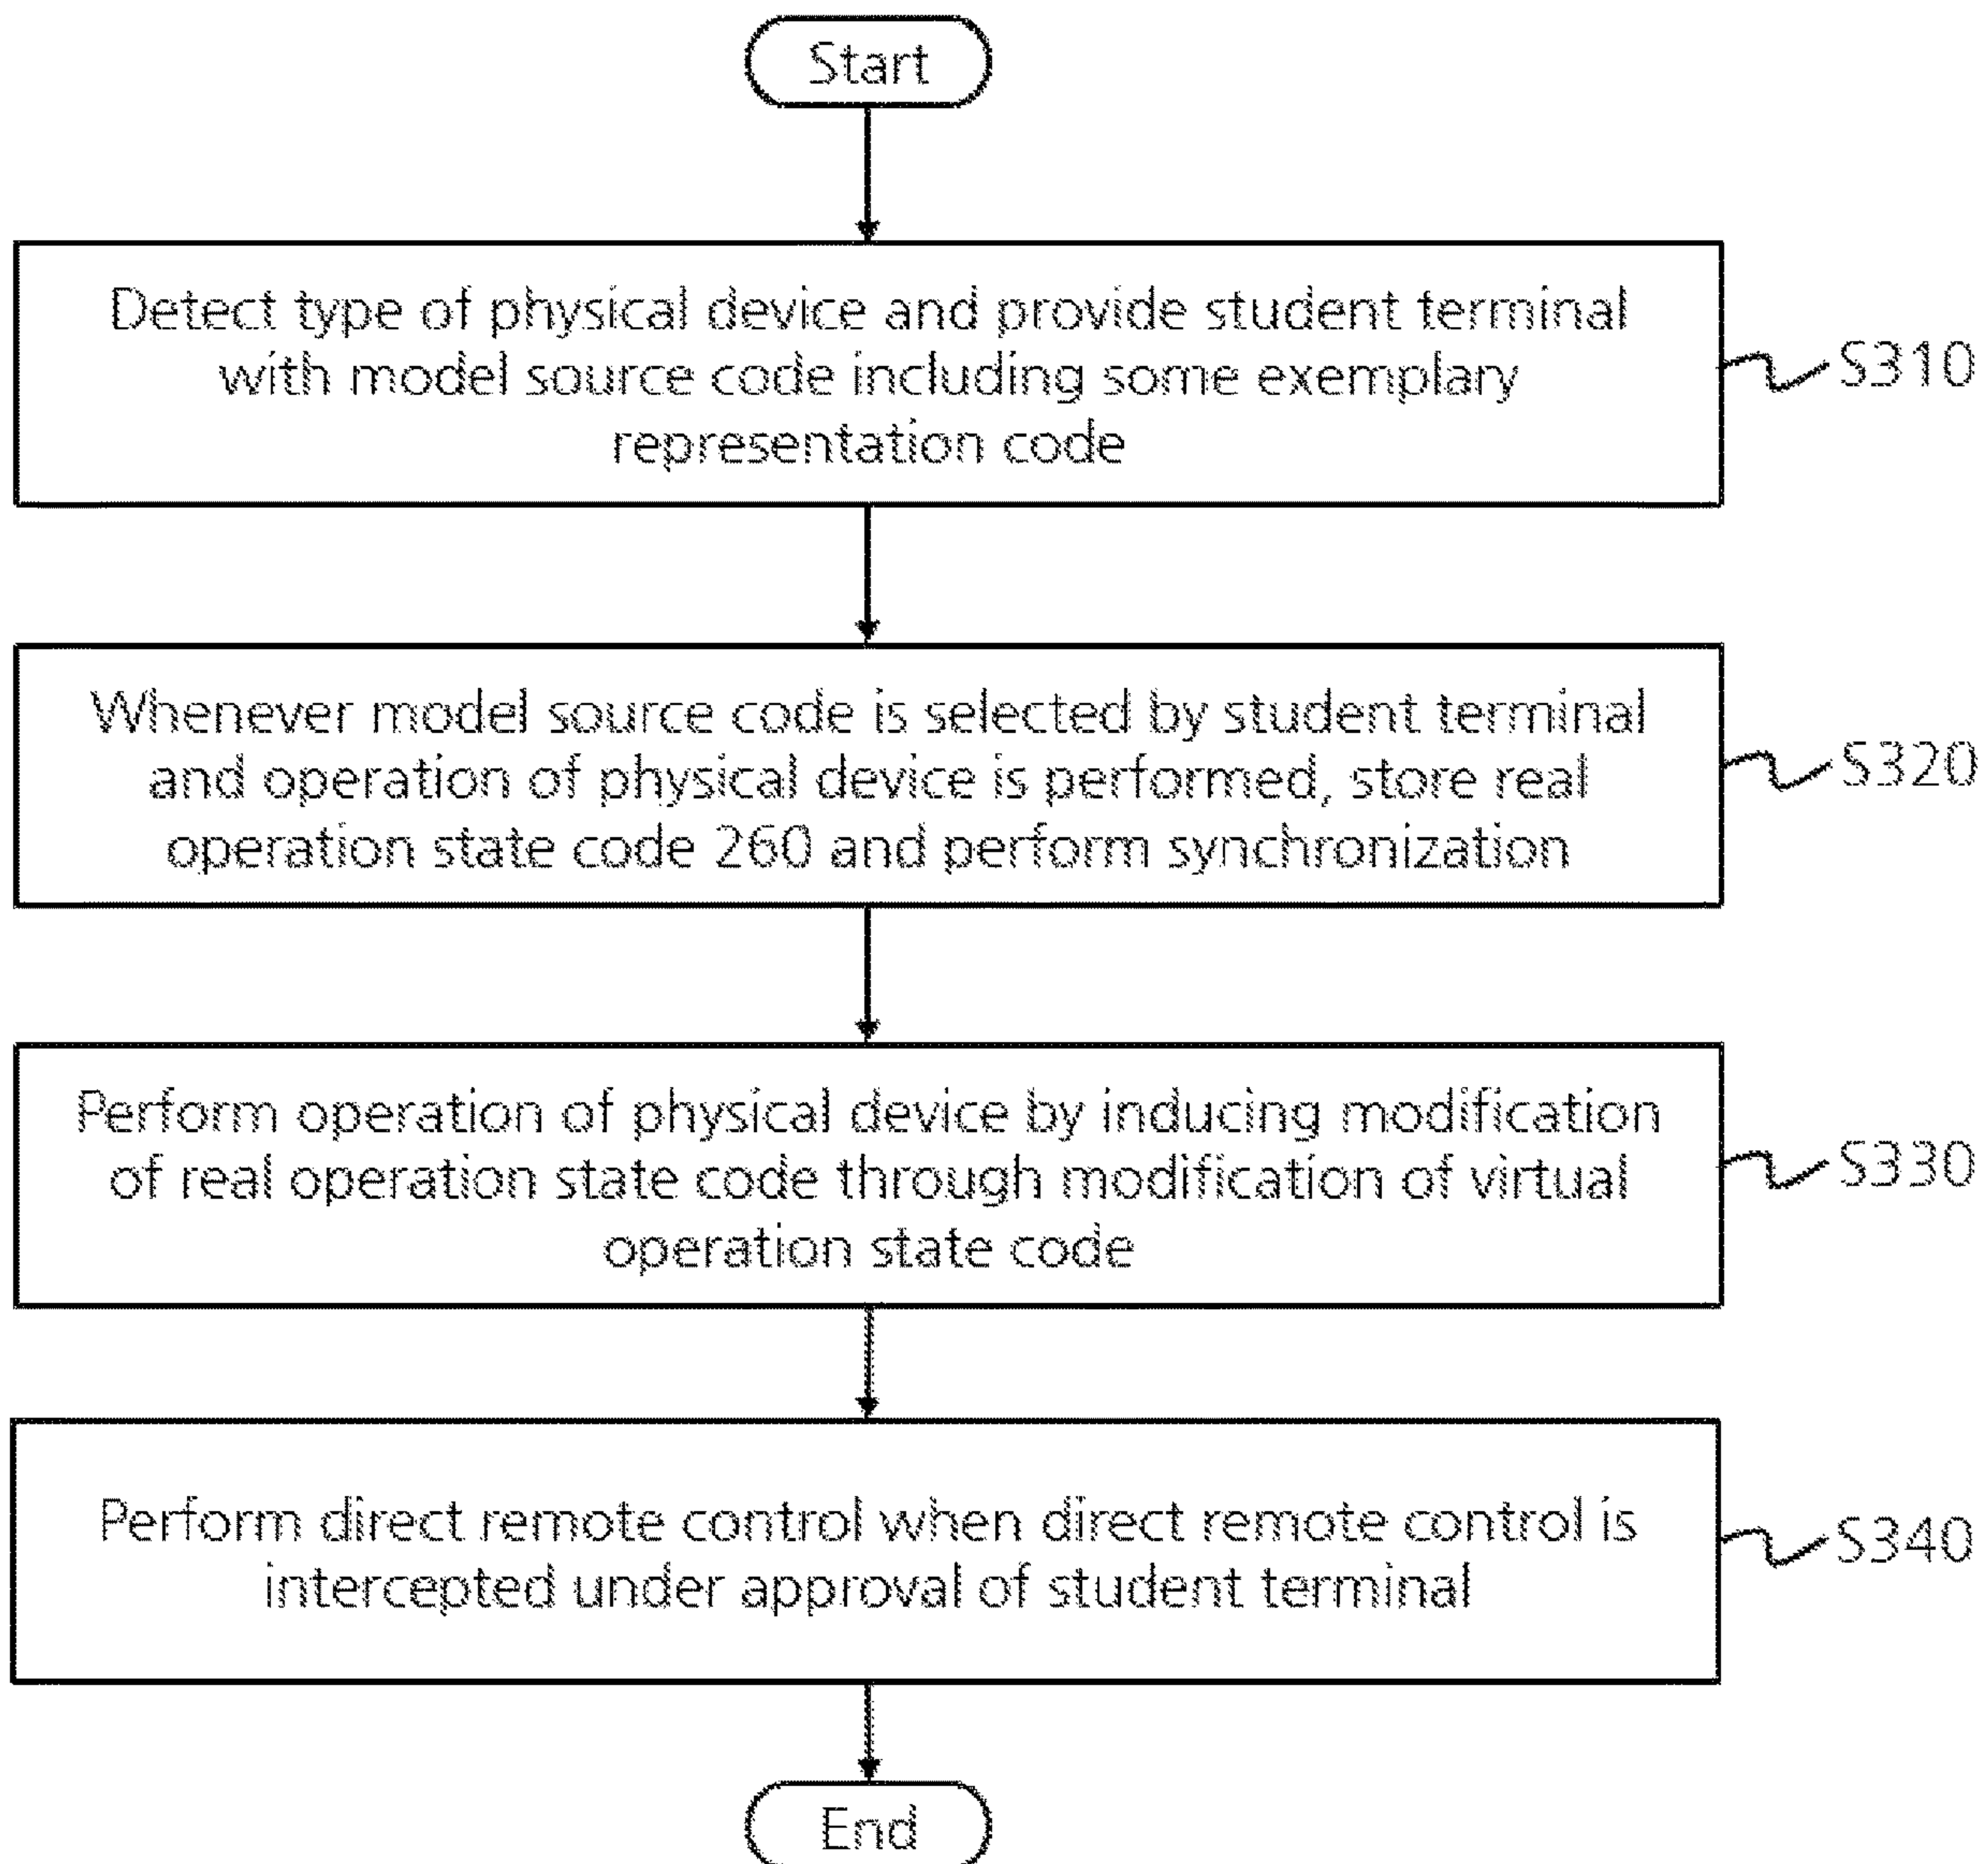 Start
Detect type of physical device and provide student terminal
with model source code including some exemplary
representation code
S310
Whenever model source code is selected by student terminal
and operation of physical device is performed, store real
operation state code 260 and perform synchronization
S320
Perform operation of physical device by inducing modification
of real operation state code through modification of virtual
operation state code
S330
Perform direct remote control when direct remote control is
intercepted under approval of student terminal
S340
End